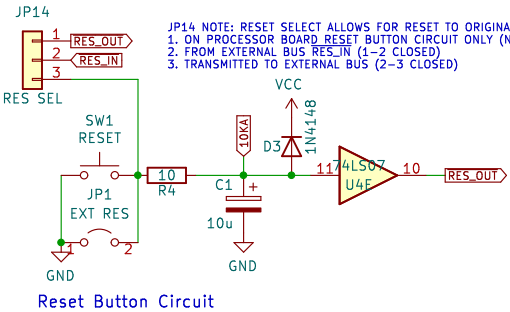 JP14
JP14 NOTE: RESET SELECT ALLOWS FOR RESET TO ORIGINA
1. ON PROCESSOR BOARD RESET BUTTON CIRCUIT ONLY (N
2. FROM EXTERNAL BUS RES_IN (1-2 CLOSED)
3. TRANSMITTED TO EXTERNAL BUS (2-3 CLOSED)
1 RES_OUT
2 RES_IN
3
RES SEL
VCC
1N4148
SW1
RESET
10KA
D3
74LS07
11
10
U4F
RES_OUT
10
R4
JP1
EXT RES
C1
+
10u
1
2
GND
GND
Reset Button Circuit